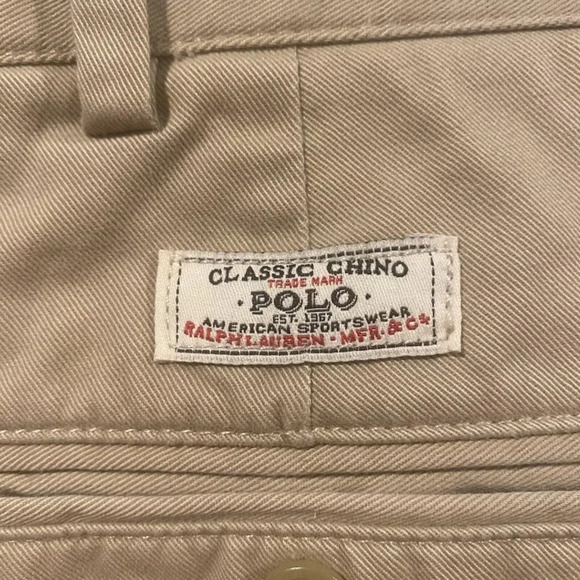 CLASSIC CHINO
TRADE MARK
· POLO ·
EST. 1967
AMERICAN SPORTSWEAR
RALPH LAUREN · MFR. & Co.